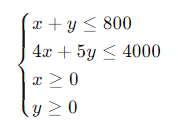 x + y ≤ 800
4x + 5y ≤ 4000
x ≥ 0
y ≥ 0